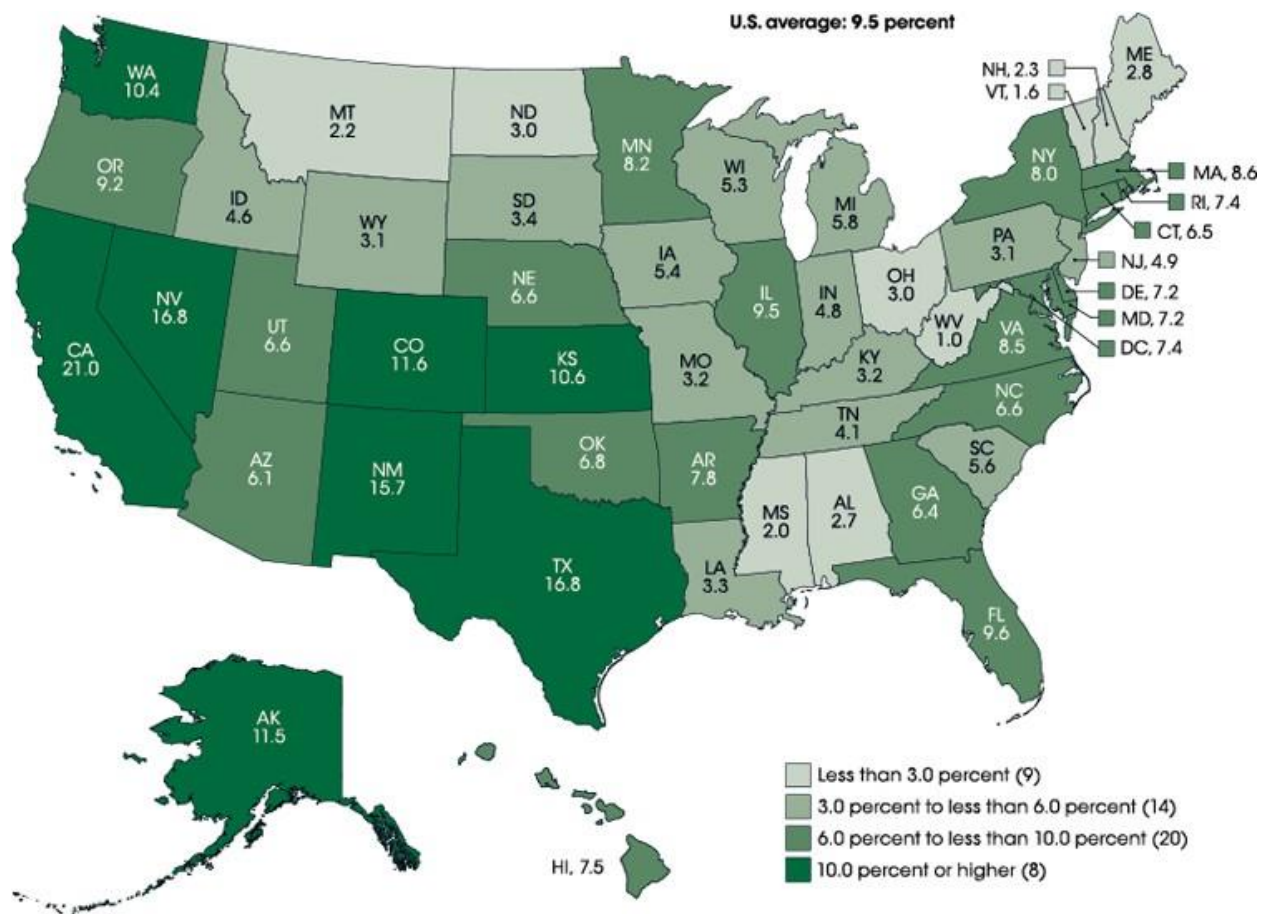 U.S. average: 9.5 percent
WA
10.4
MT
2.2
ND
3.0
MN
8.2
WI
5.3
MI
5.8
NY
8.0
NH, 2.3
VT, 1.6
ME
2.8
MA, 8.6
RI, 7.4
CT, 6.5
NJ, 4.9
DE, 7.2
MD, 7.2
DC, 7.4
OR
9.2
ID
4.6
WY
3.1
SD
3.4
IA
5.4
NE
6.6
IL
9.5
IN
4.8
OH
3.0
PA
3.1
WV
1.0
VA
8.5
CA
21.0
NV
16.8
UT
6.6
CO
11.6
KS
10.6
MO
3.2
KY
3.2
TN
4.1
NC
6.6
SC
5.6
AZ
6.1
NM
15.7
OK
6.8
AR
7.8
MS
2.0
AL
2.7
GA
6.4
TX
16.8
LA
3.3
FL
9.6
AK
11.5
HI, 7.5
Less than 3.0 percent (9)
3.0 percent to less than 6.0 percent (14)
6.0 percent to less than 10.0 percent (20)
10.0 percent or higher (8)